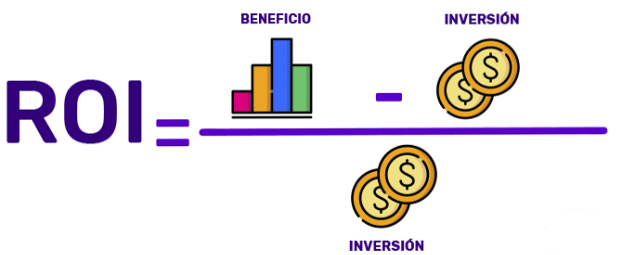 BENEFICIO
INVERSIÓN
ROI=
-
$
$
$
$
INVERSIÓN